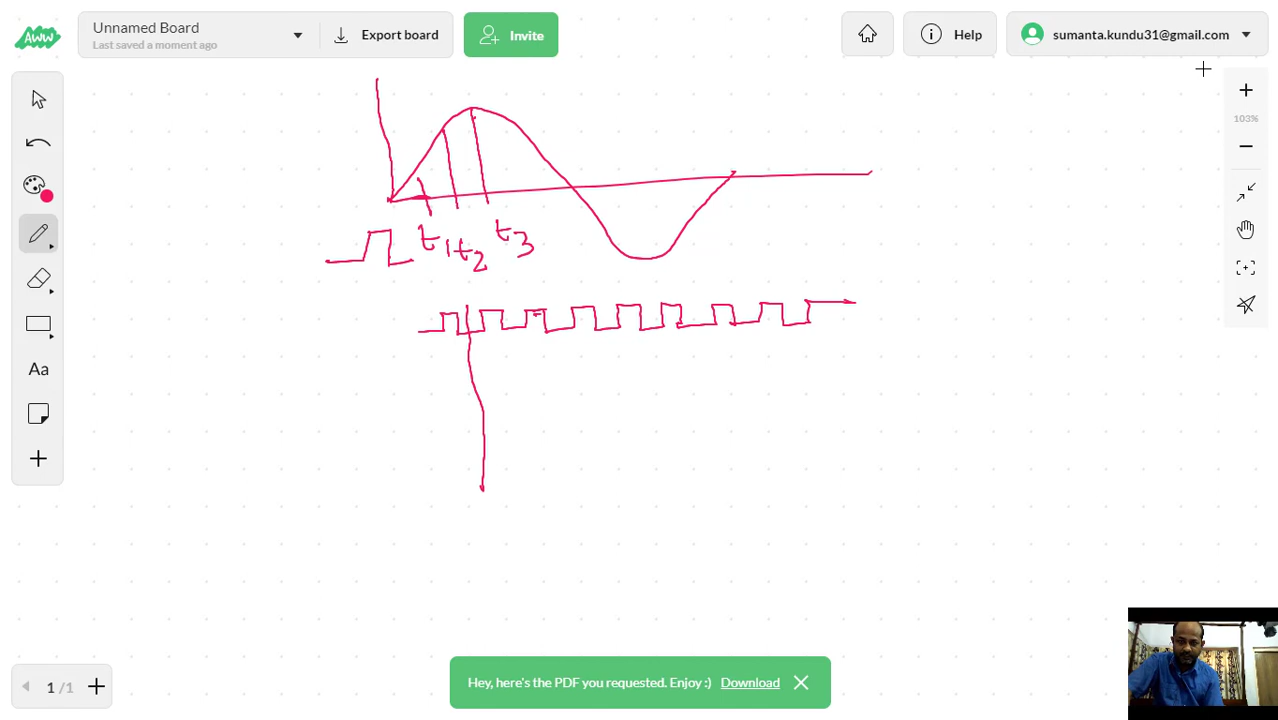 AWW
Unnamed Board
Last saved a moment ago
Export board
Invite
Help
sumanta.kundu31@gmail.com
103%
t1 t2 t3
Aa
1 /1
Hey, here's the PDF you requested. Enjoy :) Download